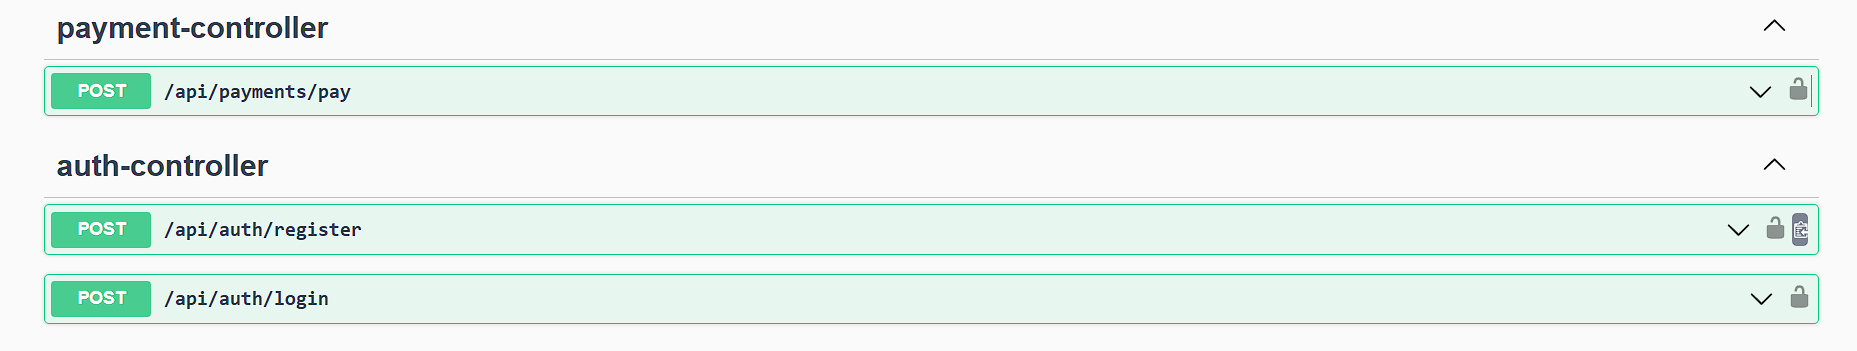 payment-controller
POST /api/payments/pay
auth-controller
POST /api/auth/register
POST /api/auth/login